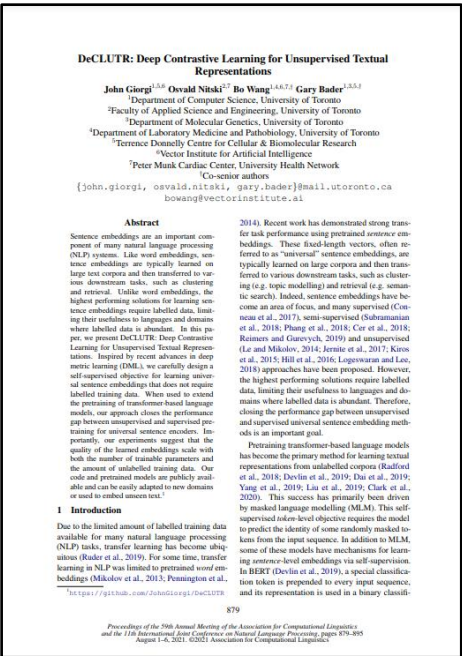 DeCLUTR: Deep Contrastive Learning for Unsupervised Textual
Representations
John Giorgi1,5,6 Osvald Nitski2,7 Bo Wang1,4,6,7,† Gary Bader1,3,5,†
1Department of Computer Science, University of Toronto
2Faculty of Applied Science and Engineering, University of Toronto
3Department of Molecular Genetics, University of Toronto
4Department of Laboratory Medicine and Pathobiology, University of Toronto
5Terrence Donnelly Centre for Cellular & Biomolecular Research
6Vector Institute for Artificial Intelligence
7Peter Munk Cardiac Center, University Health Network
†Co-senior authors
{john.giorgi, osvald.nitski, gary.bader}@mail.utoronto.ca
bowang@vectorinstitute.ai
Abstract
Sentence embeddings are an important com-
ponent of many natural language processing
(NLP) systems. Like word embeddings, sen-
tence embeddings are typically learned on
large text corpora and then transferred to var-
ious downstream tasks, such as clustering
and retrieval. Unlike word embeddings, the
highest performing solutions for learning sen-
tence embeddings require labelled data, limit-
ing their usefulness to languages and domains
where labelled data is abundant. In this pa-
per, we present DeCLUTR: Deep Contrastive
Learning for Unsupervised Textual Represen-
tations. Inspired by recent advances in deep
metric learning (DML), we carefully design a
self-supervised objective for learning univer-
sal sentence embeddings that does not require
labelled training data. When used to extend
the pretraining of transformer-based language
models, our approach closes the performance
gap between unsupervised and supervised pre-
training for universal sentence encoders. Im-
portantly, our experiments suggest that the
quality of the learned embeddings scale with
both the number of trainable parameters and
the amount of unlabelled training data. Our
code and pretrained models are publicly avail-
able and can be easily adapted to new domains
or used to embed unseen text.1
1 Introduction
Due to the limited amount of labelled training data
available for many natural language processing
(NLP) tasks, transfer learning has become ubiq-
uitous (Ruder et al., 2019). For some time, transfer
learning in NLP was limited to pretrained word em-
beddings (Mikolov et al., 2013; Pennington et al.,
1https://github.com/JohnGiorgi/DeCLUTR
2014). Recent work has demonstrated strong trans-
fer task performance using pretrained sentence em-
beddings. These fixed-length vectors, often re-
ferred to as “universal” sentence embeddings, are
typically learned on large corpora and then trans-
ferred to various downstream tasks, such as cluster-
ing (e.g. topic modelling) and retrieval (e.g. seman-
tic search). Indeed, sentence embeddings have be-
come an area of focus, and many supervised (Con-
neau et al., 2017), semi-supervised (Subramanian
et al., 2018; Phang et al., 2018; Cer et al., 2018;
Reimers and Gurevych, 2019) and unsupervised
(Le and Mikolov, 2014; Jernite et al., 2017; Kiros
et al., 2015; Hill et al., 2016; Logeswaran and Lee,
2018) approaches have been proposed. However,
the highest performing solutions require labelled
data, limiting their usefulness to languages and do-
mains where labelled data is abundant. Therefore,
closing the performance gap between unsupervised
and supervised universal sentence embedding meth-
ods is an important goal.
Pretraining transformer-based language models
has become the primary method for learning textual
representations from unlabelled corpora (Radford
et al., 2018; Devlin et al., 2019; Dai et al., 2019;
Yang et al., 2019; Liu et al., 2019; Clark et al.,
2020). This success has primarily been driven
by masked language modelling (MLM). This self-
supervised token-level objective requires the model
to predict the identity of some randomly masked to-
kens from the input sequence. In addition to MLM,
some of these models have mechanisms for learn-
ing sentence-level embeddings via self-supervision.
In BERT (Devlin et al., 2019), a special classifica-
tion token is prepended to every input sequence,
and its representation is used in a binary classifi-
879
Proceedings of the 59th Annual Meeting of the Association for Computational Linguistics
and the 11th International Joint Conference on Natural Language Processing, pages 879–895
August 1–6, 2021. ©2021 Association for Computational Linguistics